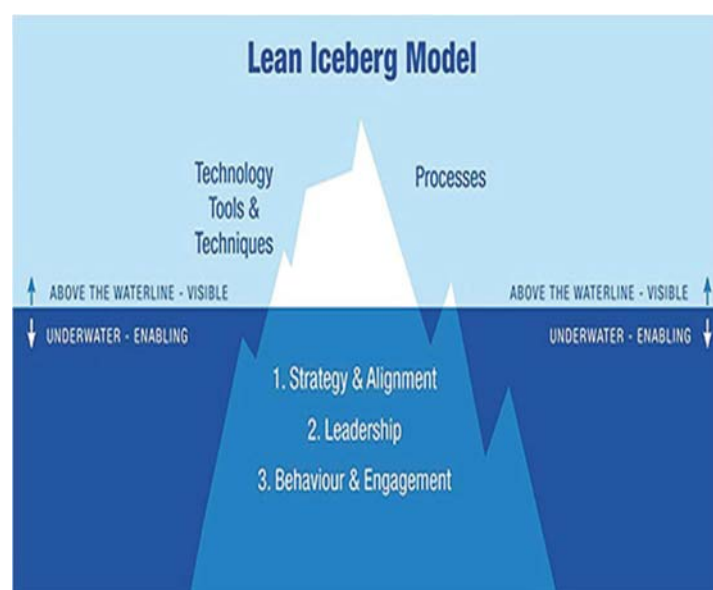 Lean Iceberg Model
Technology
Tools &
Techniques
Processes
ABOVE THE WATERLINE - VISIBLE
ABOVE THE WATERLINE - VISIBLE
UNDERWATER - ENABLING
UNDERWATER - ENABLING
1. Strategy & Alignment
2. Leadership
3. Behaviour & Engagement